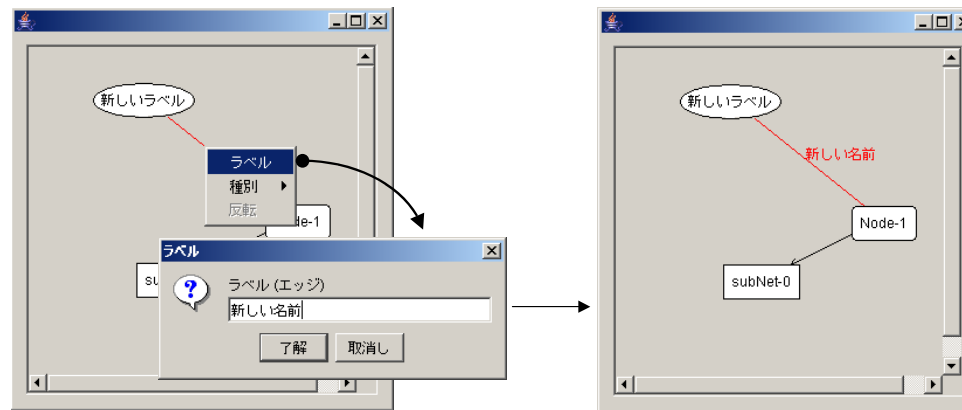 新しいラベル
ラベル
種別
反転
de-1
su
ラベル
ラベル (エッジ)
新しい名前
了解
取消し
新しいラベル
新しい名前
Node-1
subNet-0